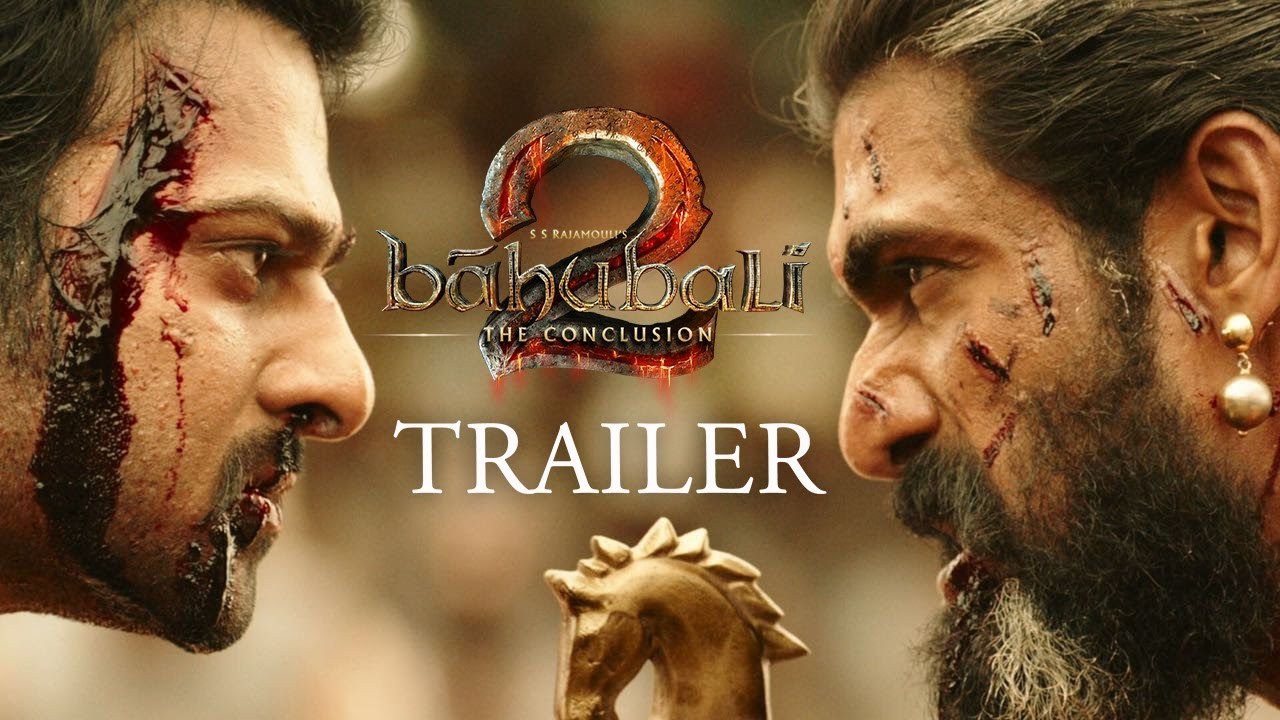 2
S S RAJAMOULI'S
bāhubali
THE CONCLUSION
TRAILER